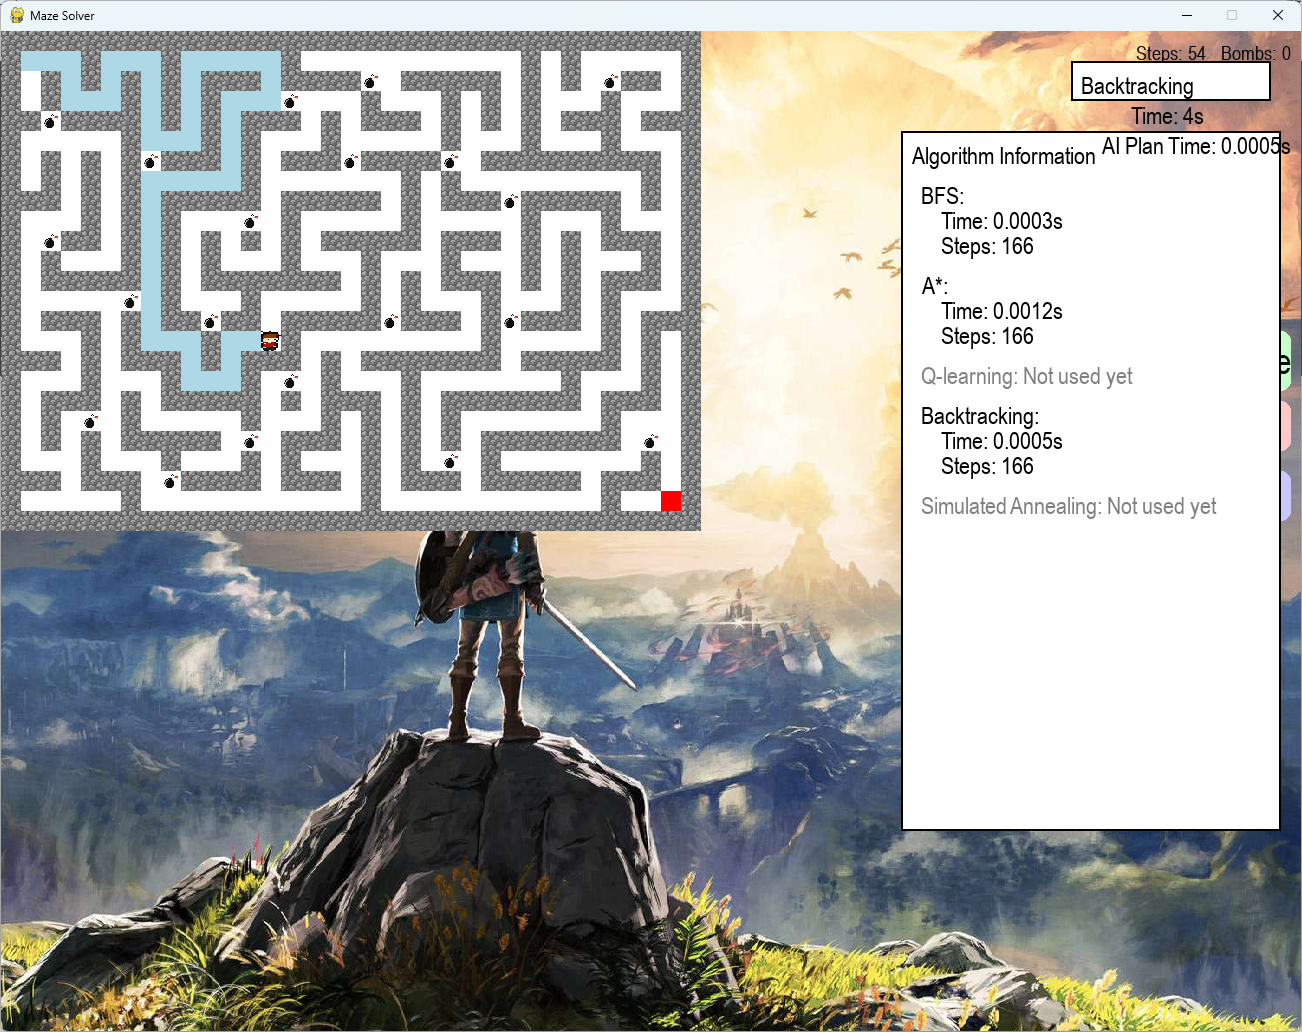 Maze Solver
Steps: 54 Bombs: 0
Backtracking
Time: 4s
AI Plan Time: 0.0005s
Algorithm Information
BFS:
Time: 0.0003s
Steps: 166
A*:
Time: 0.0012s
Steps: 166
Q-learning: Not used yet
Backtracking:
Time: 0.0005s
Steps: 166
Simulated Annealing: Not used yet